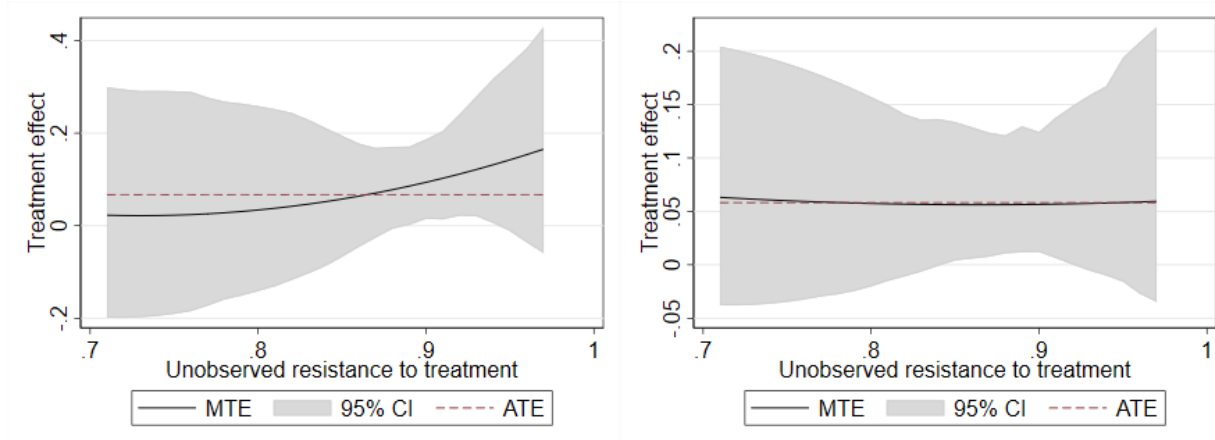 .4
.2
0
-.2
Treatment effect
.7 .8 .9 1
Unobserved resistance to treatment
MTE 95% CI ATE
.2
.15
.1
.05
0
-.05
Treatment effect
.7 .8 .9 1
Unobserved resistance to treatment
MTE 95% CI ATE